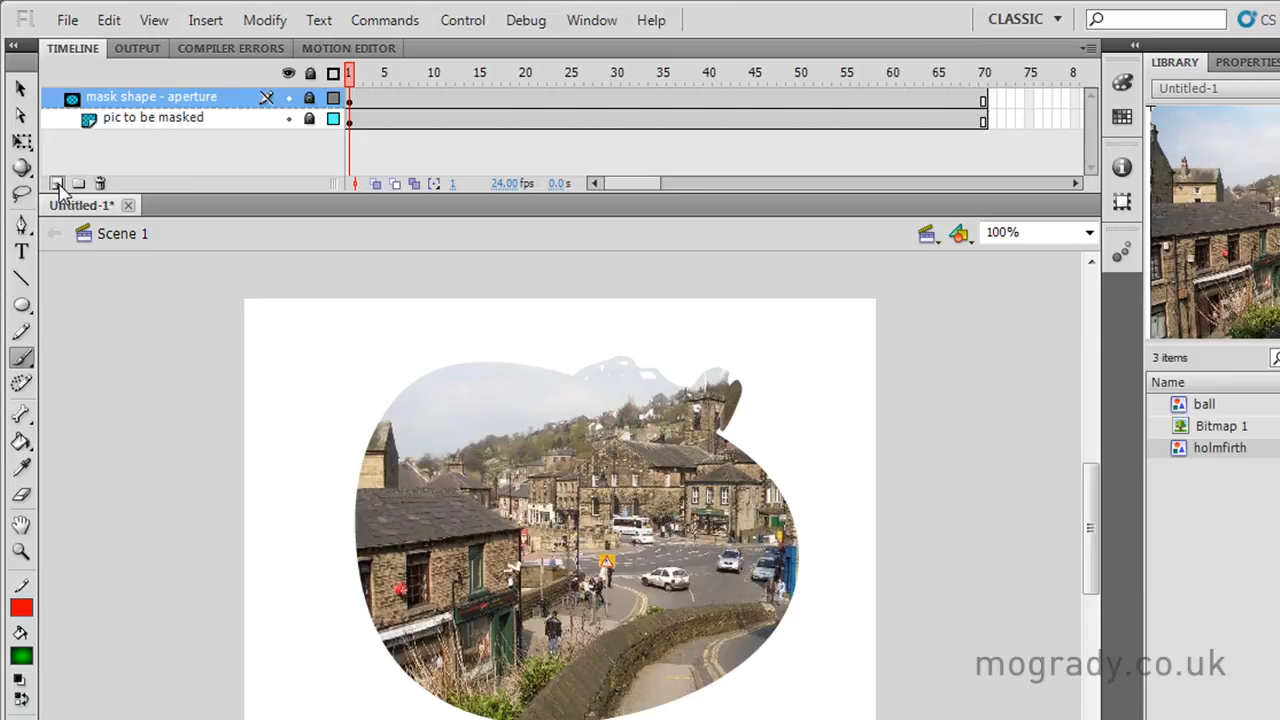 Fl File Edit View Insert Modify Text Commands Control Debug Window Help CLASSIC CS
TIMELINE OUTPUT COMPILER ERRORS MOTION EDITOR
LIBRARY PROPERTIES
1 5 10 15 20 25 30 35 40 45 50 55 60 65 70 75 8
Untitled-1
mask shape - aperture
pic to be masked
1 24.00 fps 0.0 s
Untitled-1*
Scene 1
100%
3 items
Name
ball
Bitmap 1
holmfirth
mogrady.co.uk